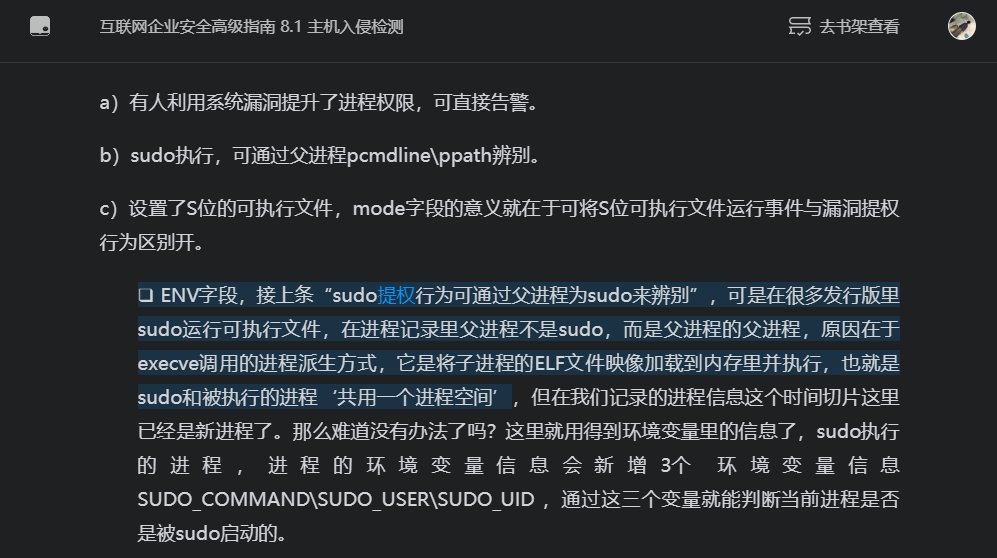 互联网企业安全高级指南 8.1 主机入侵检测
去书架查看
a）有人利用系统漏洞提升了进程权限，可直接告警。
b）sudo执行，可通过父进程pcmdline\ppath辨别。
c）设置了S位的可执行文件，mode字段的意义就在于可将S位可执行文件运行事件与漏洞提权
行为区别开。
❏ ENV字段，接上条“sudo提权行为可通过父进程为sudo来辨别”，可是在很多发行版里
sudo运行可执行文件，在进程记录里父进程不是sudo，而是父进程的父进程，原因在于
execve调用的进程派生方式，它是将子进程的ELF文件映像加载到内存里并执行，也就是
sudo和被执行的进程‘共用一个进程空间’，但在我们记录的进程信息这个时间切片这里
已经是新进程了。那么难道没有办法了吗？这里就用得到环境变量里的信息了，sudo执行
的进程，进程的环境变量信息会新增3个 环境变量信息
SUDO_COMMAND\SUDO_USER\SUDO_UID ，通过这三个变量就能判断当前进程是否
是被sudo启动的。